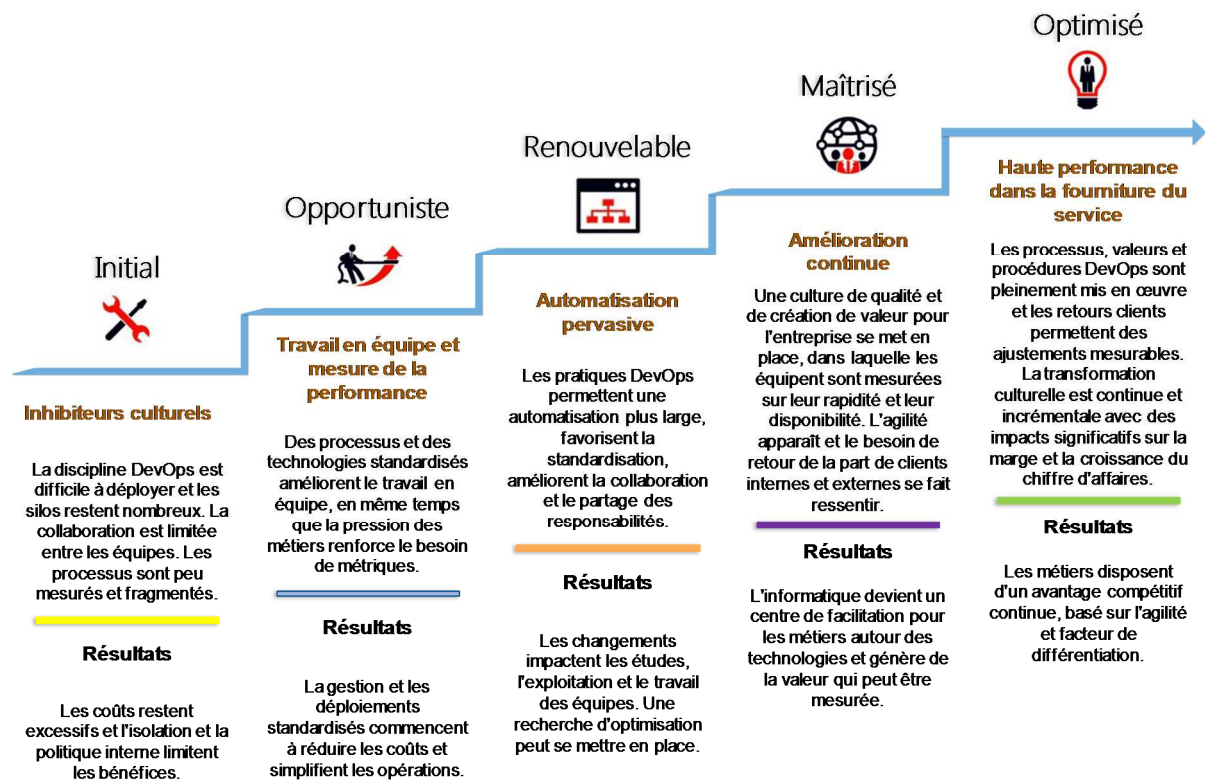 Initial
Inhibiteurs culturels
La discipline DevOps est
difficile à déployer et les
silos restent nombreux. La
collaboration est limitée
entre les équipes. Les
processus sont peu
mesurés et fragmentés.
Résultats
Les coûts restent
excessifs et l'isolation et la
politique interne limitent
les bénéfices.
Opportuniste
Travail en équipe et
mesure de la
performance
Des processus et des
technologies standardisés
améliorent le travail en
équipe, en même temps
que la pression des
métiers renforce le besoin
de métriques.
Résultats
La gestion et les
déploiements
standardisés commencent
à réduire les coûts et
simplifient les opérations.
Renouvelable
Automatisation
pervasive
Les pratiques DevOps
permettent une
automatisation plus large,
favorisent la
standardisation,
améliorent la collaboration
et le partage des
responsabilités.
Résultats
Les changements
impactent les études,
l'exploitation et le travail
des équipes. Une
recherche d'optimisation
peut se mettre en place.
Maîtrisé
Amélioration
continue
Une culture de qualité et
de création de valeur pour
l'entreprise se met en
place, dans laquelle les
équipent sont mesurées
sur leur rapidité et leur
disponibilité. L'agilité
apparaît et le besoin de
retour de la part de clients
internes et externes se fait
ressentir.
Résultats
L'informatique devient un
centre de facilitation pour
les métiers autour des
technologies et génère de
la valeur qui peut être
mesurée.
Optimisé
Haute performance
dans la fourniture du
service
Les processus, valeurs et
procédures DevOps sont
pleinement mis en œuvre
et les retours clients
permettent des
ajustements mesurables.
La transformation
culturelle est continue et
incrémentale avec des
impacts significatifs sur la
marge et la croissance du
chiffre d'affaires.
Résultats
Les métiers disposent
d'un avantage compétitif
continue, basé sur l'agilité
et facteur de
différentiation.